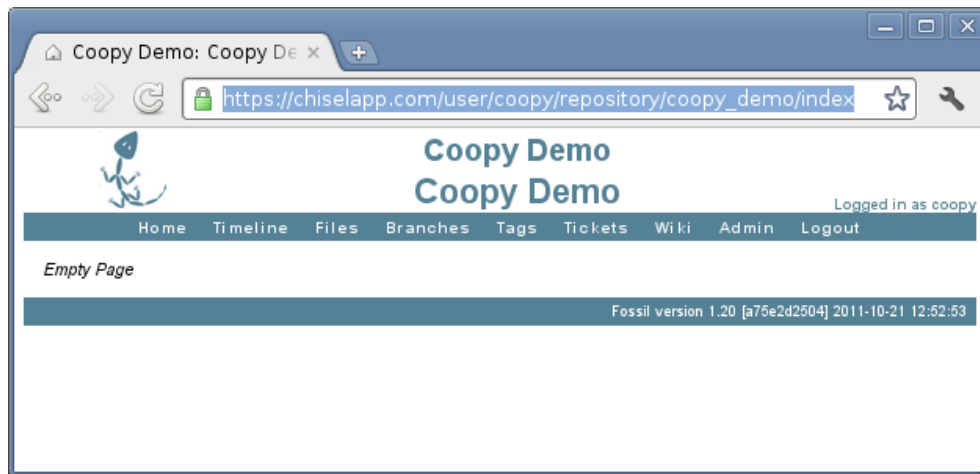 Coopy Demo: Coopy De
https://chiselapp.com/user/coopy/repository/coopy_demo/index
Coopy Demo
Coopy Demo
Logged in as coopy
Home Timeline Files Branches Tags Tickets Wiki Admin Logout
Empty Page
Fossil version 1.20 [a75e2d2504] 2011-10-21 12:52:53